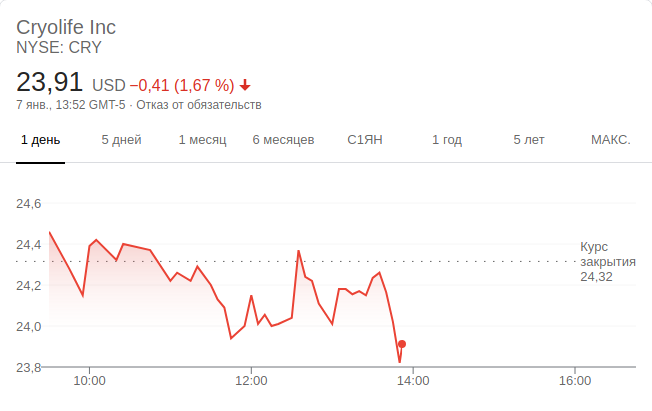 Cryolife Inc
NYSE: CRY
23,91 USD −0,41 (1,67 %)
7 янв., 13:52 GMT-5 · Отказ от обязательств
1 день 5 дней 1 месяц 6 месяцев С1ЯН 1 год 5 лет МАКС.
24,6
24,4
Курс
закрытия
24,32
24,2
24,0
23,8
10:00 12:00 14:00 16:00